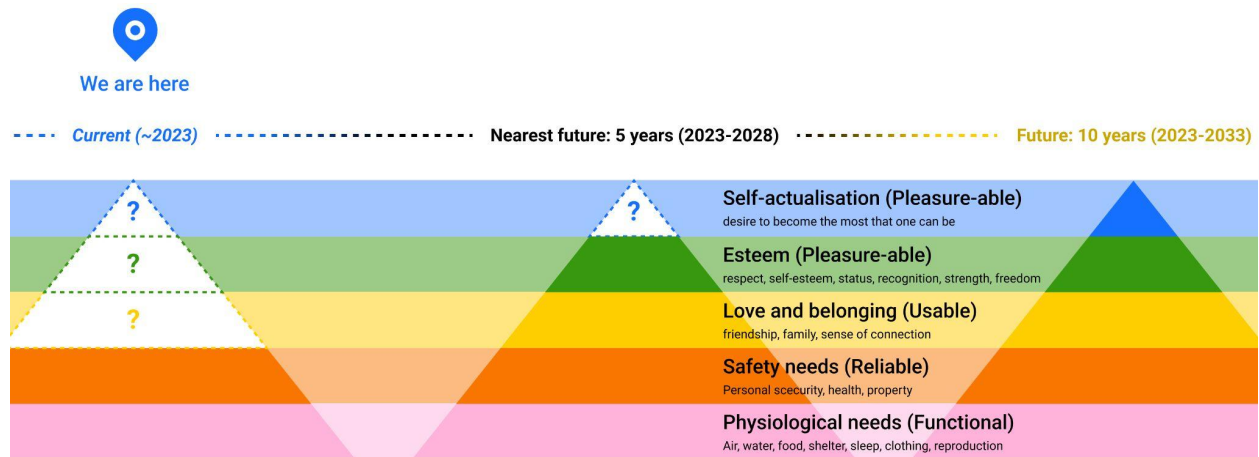 We are here
Current (~2023)
Nearest future: 5 years (2023-2028)
Future: 10 years (2023-2033)
?
?
Self-actualisation (Pleasure-able)
desire to become the most that one can be
?
Esteem (Pleasure-able)
respect, self-esteem, status, recognition, strength, freedom
?
Love and belonging (Usable)
friendship, family, sense of connection
Safety needs (Reliable)
Personal scecurity, health, property
Physiological needs (Functional)
Air, water, food, shelter, sleep, clothing, reproduction